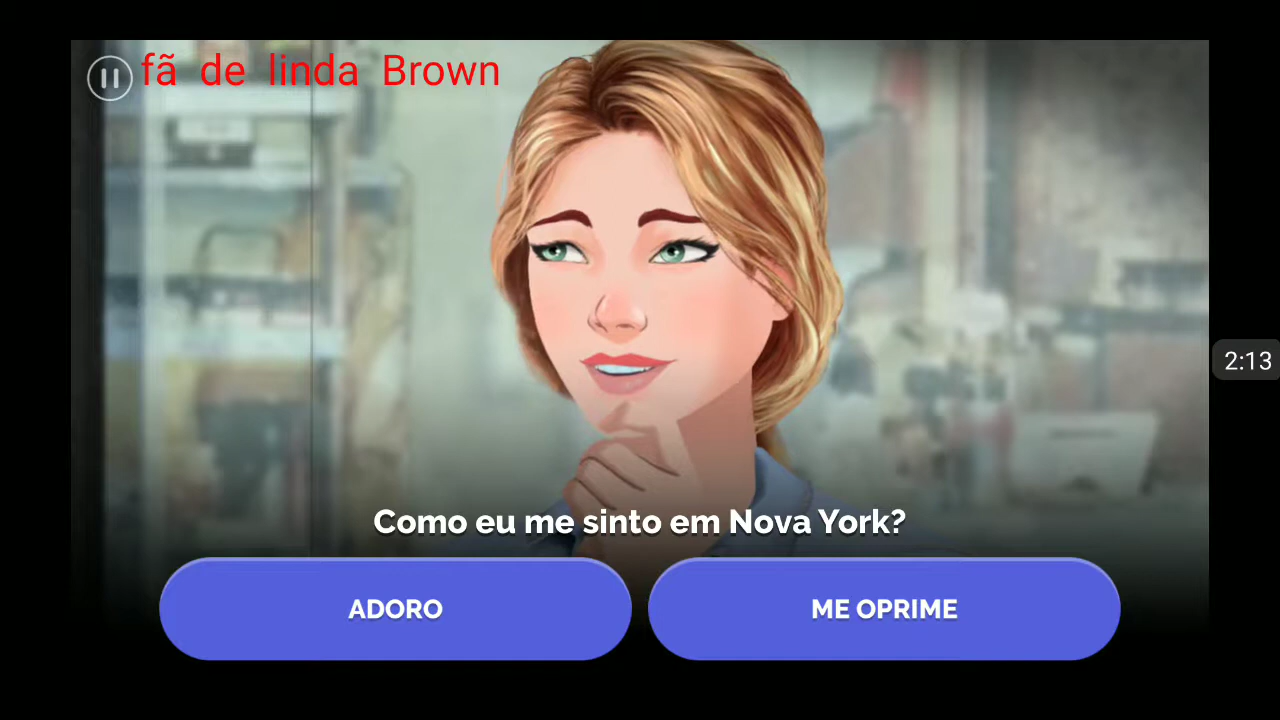 fã de linda Brown
2:13
Como eu me sinto em Nova York?
ADORO
ME OPRIME